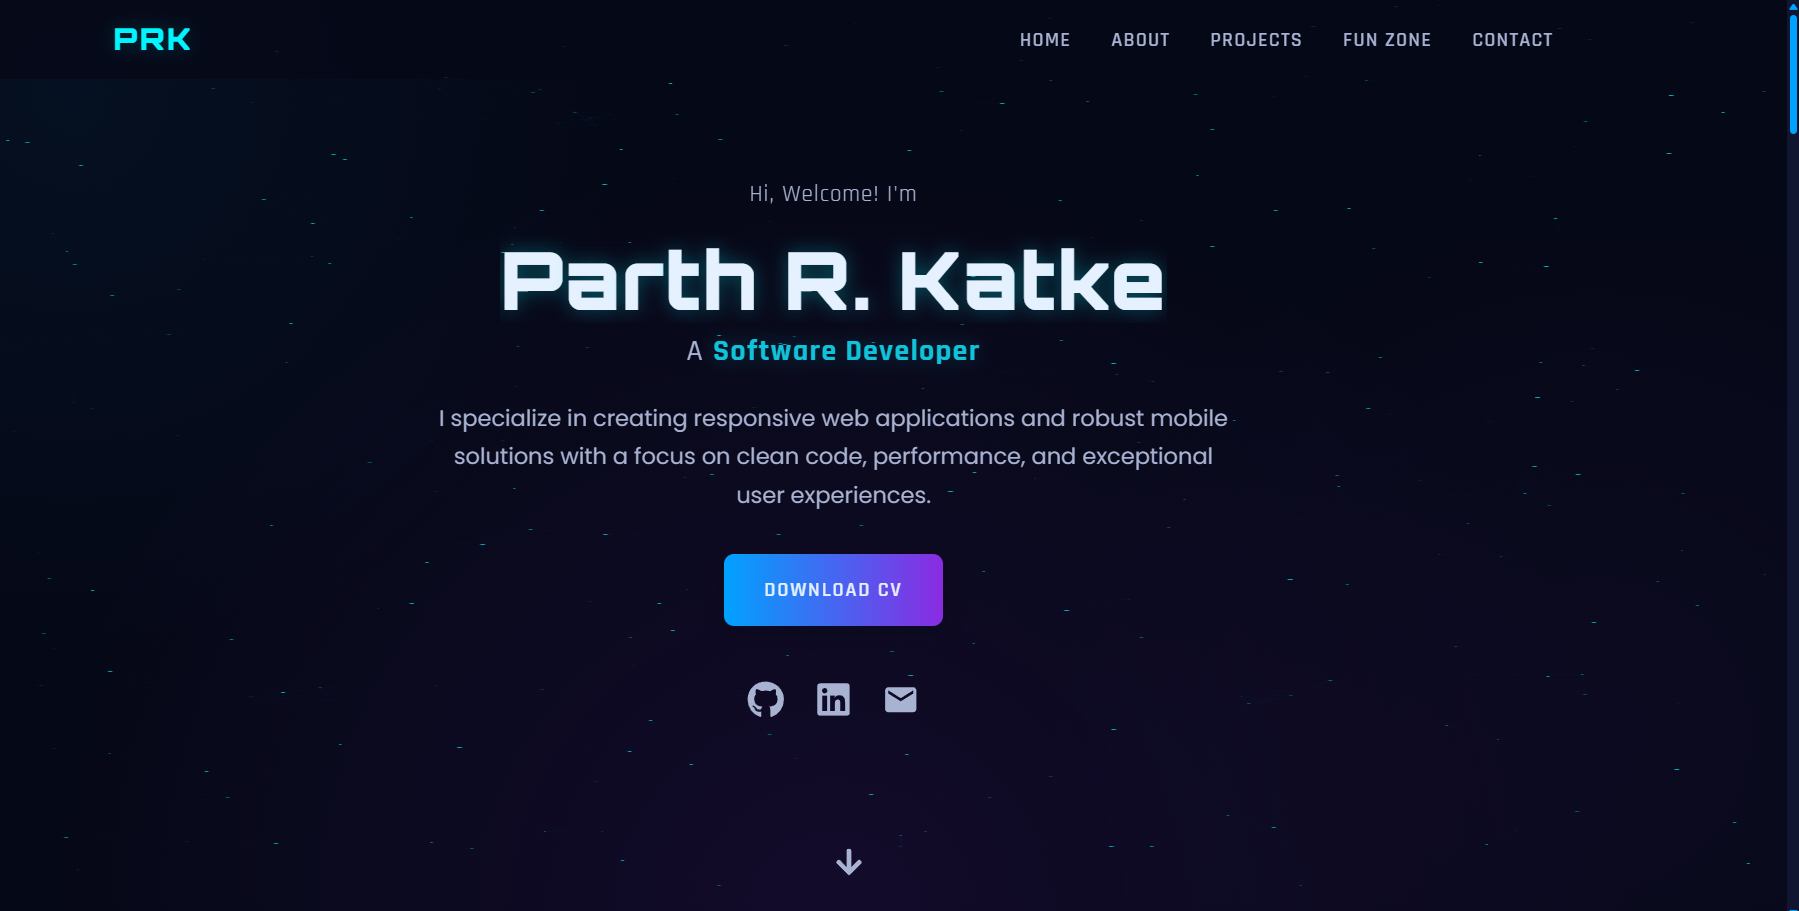 PRK
HOME ABOUT PROJECTS FUN ZONE CONTACT
Hi, Welcome! I'm
Parth R. Katke
A Software Developer
I specialize in creating responsive web applications and robust mobile
solutions with a focus on clean code, performance, and exceptional
user experiences.
DOWNLOAD CV
in